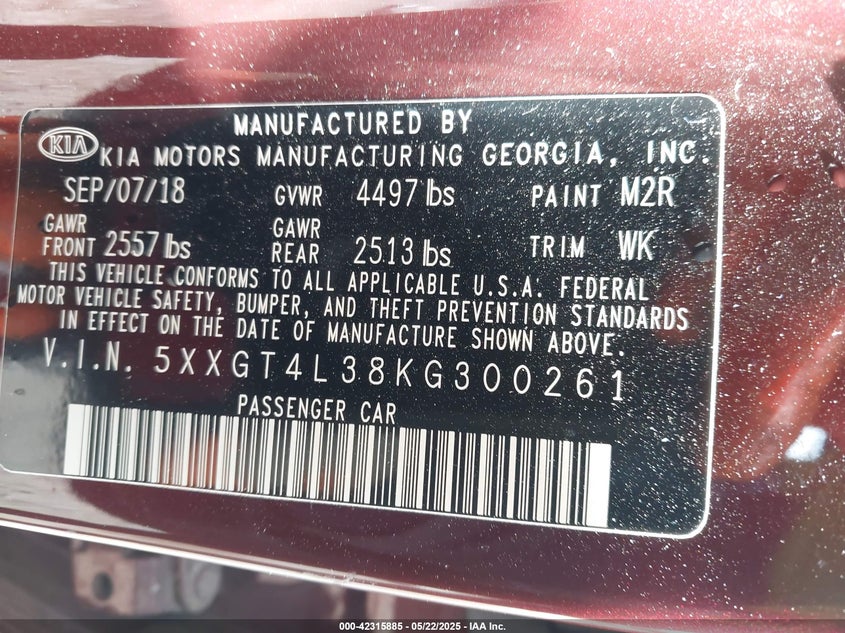 MANUFACTURED BY
KIA KIA MOTORS MANUFACTURING GEORGIA, INC.
SEP/07/18 GVWR 4497 lbs PAINT M2R
GAWR FRONT 2557 lbs GAWR REAR 2513 lbs TRIM WK
THIS VEHICLE CONFORMS TO ALL APPLICABLE U.S.A. FEDERAL
MOTOR VEHICLE SAFETY, BUMPER, AND THEFT PREVENTION STANDARDS
IN EFFECT ON THE DATE OF MANUFACTURE SHOWN ABOVE.
V.I.N. 5XXGT4L38KG300261
PASSENGER CAR
000-42315885 - 05/22/2025 - IAA Inc.